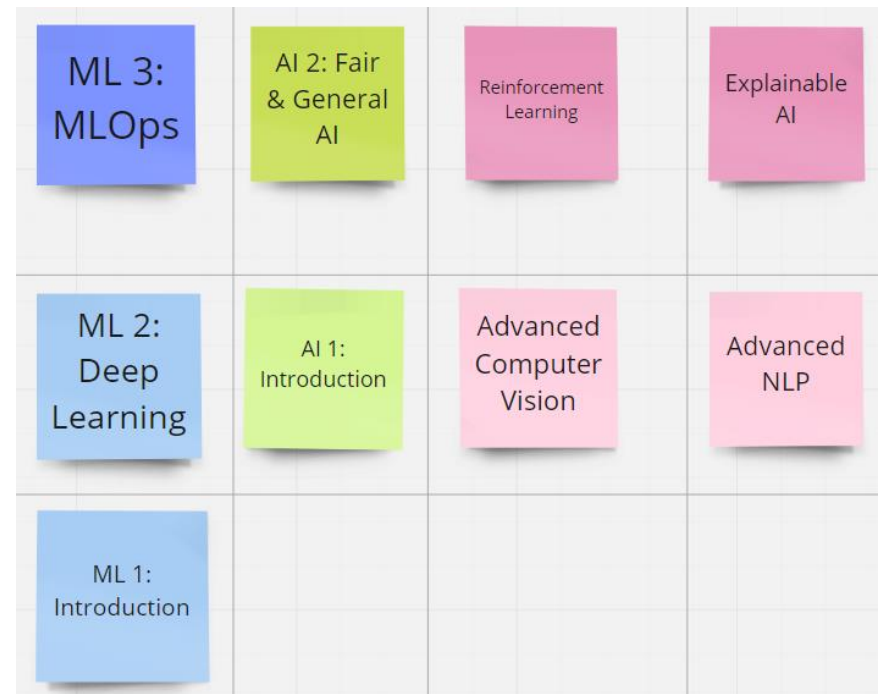 ML 3:
MLOps
AI 2: Fair
& General
AI
Reinforcement
Learning
Explainable
AI
ML 2:
Deep
Learning
AI 1:
Introduction
Advanced
Computer
Vision
Advanced
NLP
ML 1:
Introduction